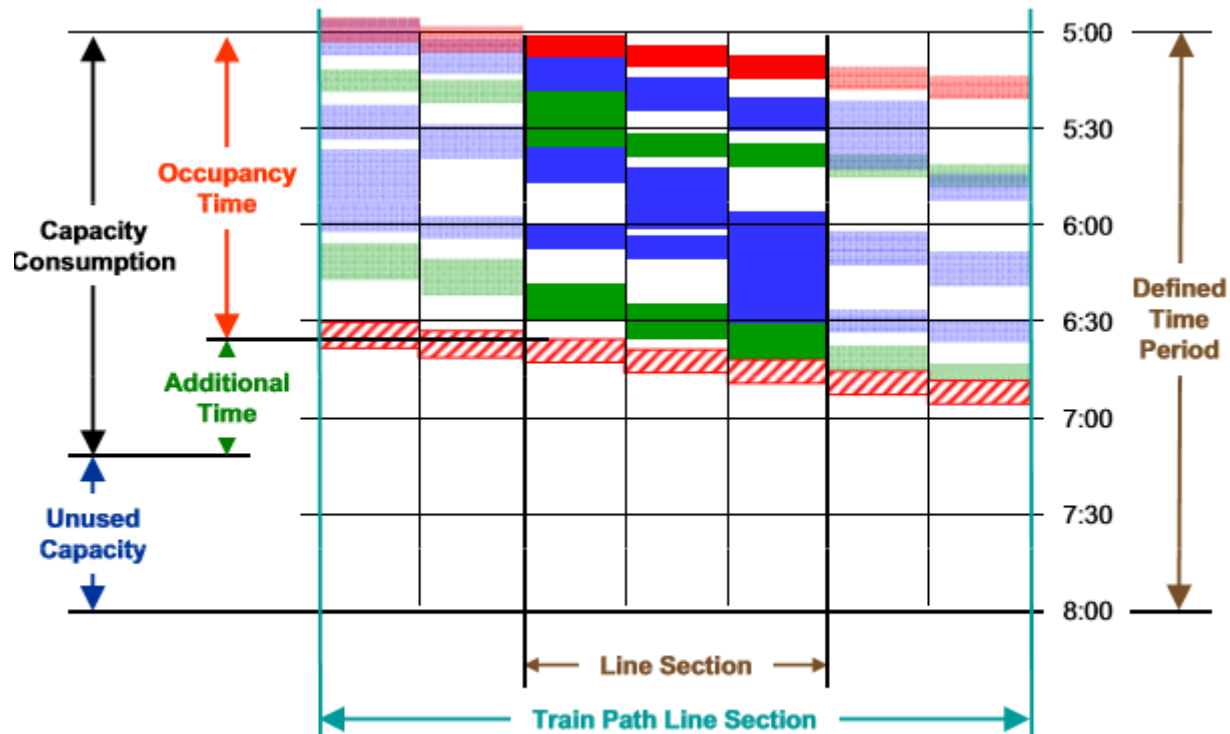 5:00
Occupancy
Time
5:30
Capacity
Consumption
6:00
Defined
Time
Period
6:30
Additional
Time
7:00
Unused
Capacity
7:30
8:00
Line Section
Train Path Line Section